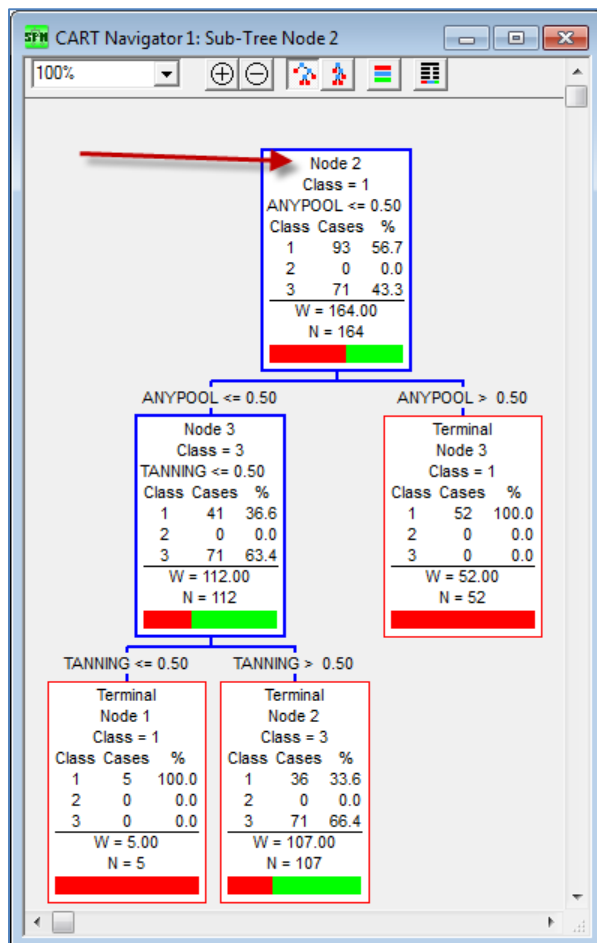 SFM CART Navigator 1: Sub-Tree Node 2
100%
Node 2
Class = 1
ANYPOOL <= 0.50
Class Cases %
1 93 56.7
2 0 0.0
3 71 43.3
W = 164.00
N = 164
ANYPOOL <= 0.50
ANYPOOL > 0.50
Node 3
Class = 3
TANNING <= 0.50
Class Cases %
1 41 36.6
2 0 0.0
3 71 63.4
W = 112.00
N = 112
Terminal
Node 3
Class = 1
Class Cases %
1 52 100.0
2 0 0.0
3 0 0.0
W = 52.00
N = 52
TANNING <= 0.50
TANNING > 0.50
Terminal
Node 1
Class = 1
Class Cases %
1 5 100.0
2 0 0.0
3 0 0.0
W = 5.00
N = 5
Terminal
Node 2
Class = 3
Class Cases %
1 36 33.6
2 0 0.0
3 71 66.4
W = 107.00
N = 107